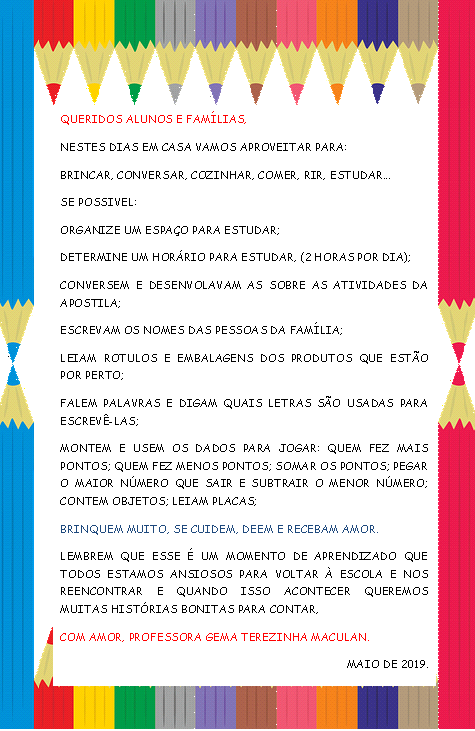 QUERIDOS ALUNOS E FAMÍLIAS,
NESTES DIAS EM CASA VAMOS APROVEITAR PARA:
BRINCAR, CONVERSAR, COZINHAR, COMER, RIR, ESTUDAR...
SE POSSIVEL:
ORGANIZE UM ESPAÇO PARA ESTUDAR;
DETERMINE UM HORÁRIO PARA ESTUDAR, (2 HORAS POR DIA);
CONVERSEM E DESENVOLAVAM AS SOBRE AS ATIVIDADES DA
APOSTILA;
ESCREVAM OS NOMES DAS PESSOAS DA FAMÍLIA;
LEIAM ROTULOS E EMBALAGENS DOS PRODUTOS QUE ESTÃO
POR PERTO;
FALEM PALAVRAS E DIGAM QUAIS LETRAS SÃO USADAS PARA
ESCREVÊ-LAS;
MONTEM E USEM OS DADOS PARA JOGAR: QUEM FEZ MAIS
PONTOS; QUEM FEZ MENOS PONTOS; SOMAR OS PONTOS; PEGAR
O MAIOR NÚMERO QUE SAIR E SUBTRAIR O MENOR NÚMERO;
CONTEM OBJETOS; LEIAM PLACAS;
BRINQUEM MUITO, SE CUIDEM, DEEM E RECEBAM AMOR.
LEMBREM QUE ESSE É UM MOMENTO DE APRENDIZADO QUE
TODOS ESTAMOS ANSIOSOS PARA VOLTAR À ESCOLA E NOS
REENCONTRAR E QUANDO ISSO ACONTECER QUEREMOS
MUITAS HISTÓRIAS BONITAS PARA CONTAR,
COM AMOR, PROFESSORA GEMA TEREZINHA MACULAN.
MAIO DE 2019.